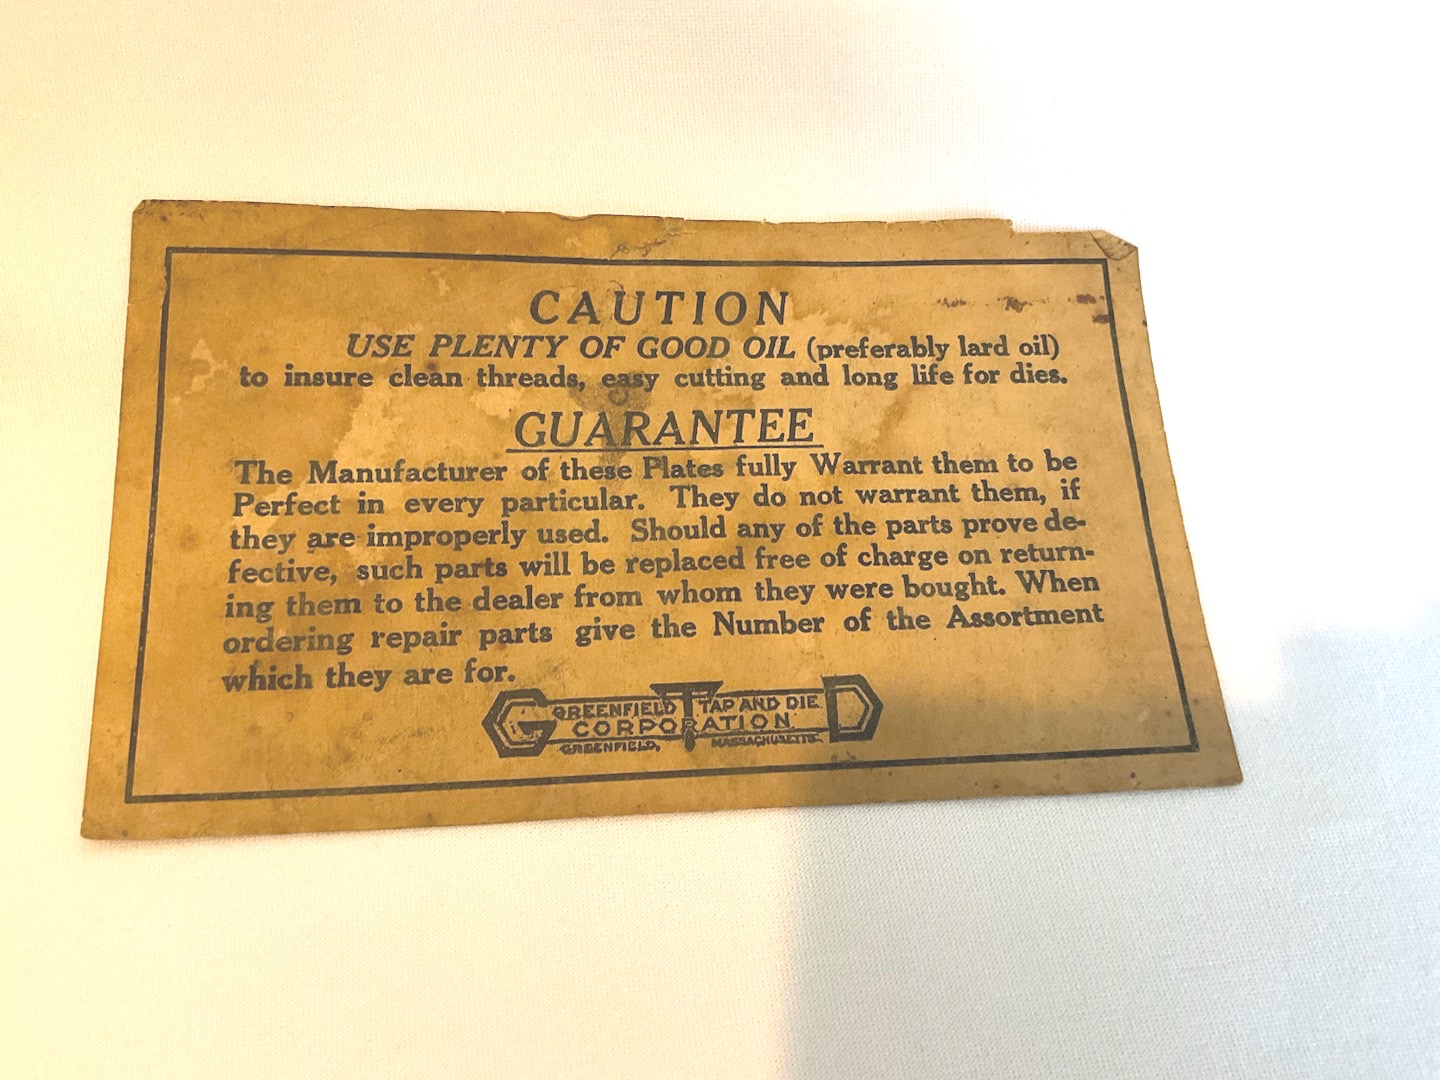 CAUTION
USE PLENTY OF GOOD OIL (preferably lard oil)
to insure clean threads, easy cutting and long life for dies.
GUARANTEE
The Manufacturer of these Plates fully Warrant them to be
Perfect in every particular. They do not warrant them, if
they are improperly used. Should any of the parts prove de-
fective, such parts will be replaced free of charge on return-
ing them to the dealer from whom they were bought. When
ordering repair parts give the Number of the Assortment
which they are for.
G T D
GREENFIELD TAP AND DIE
CORPORATION
GREENFIELD, MASSACHUSETTS